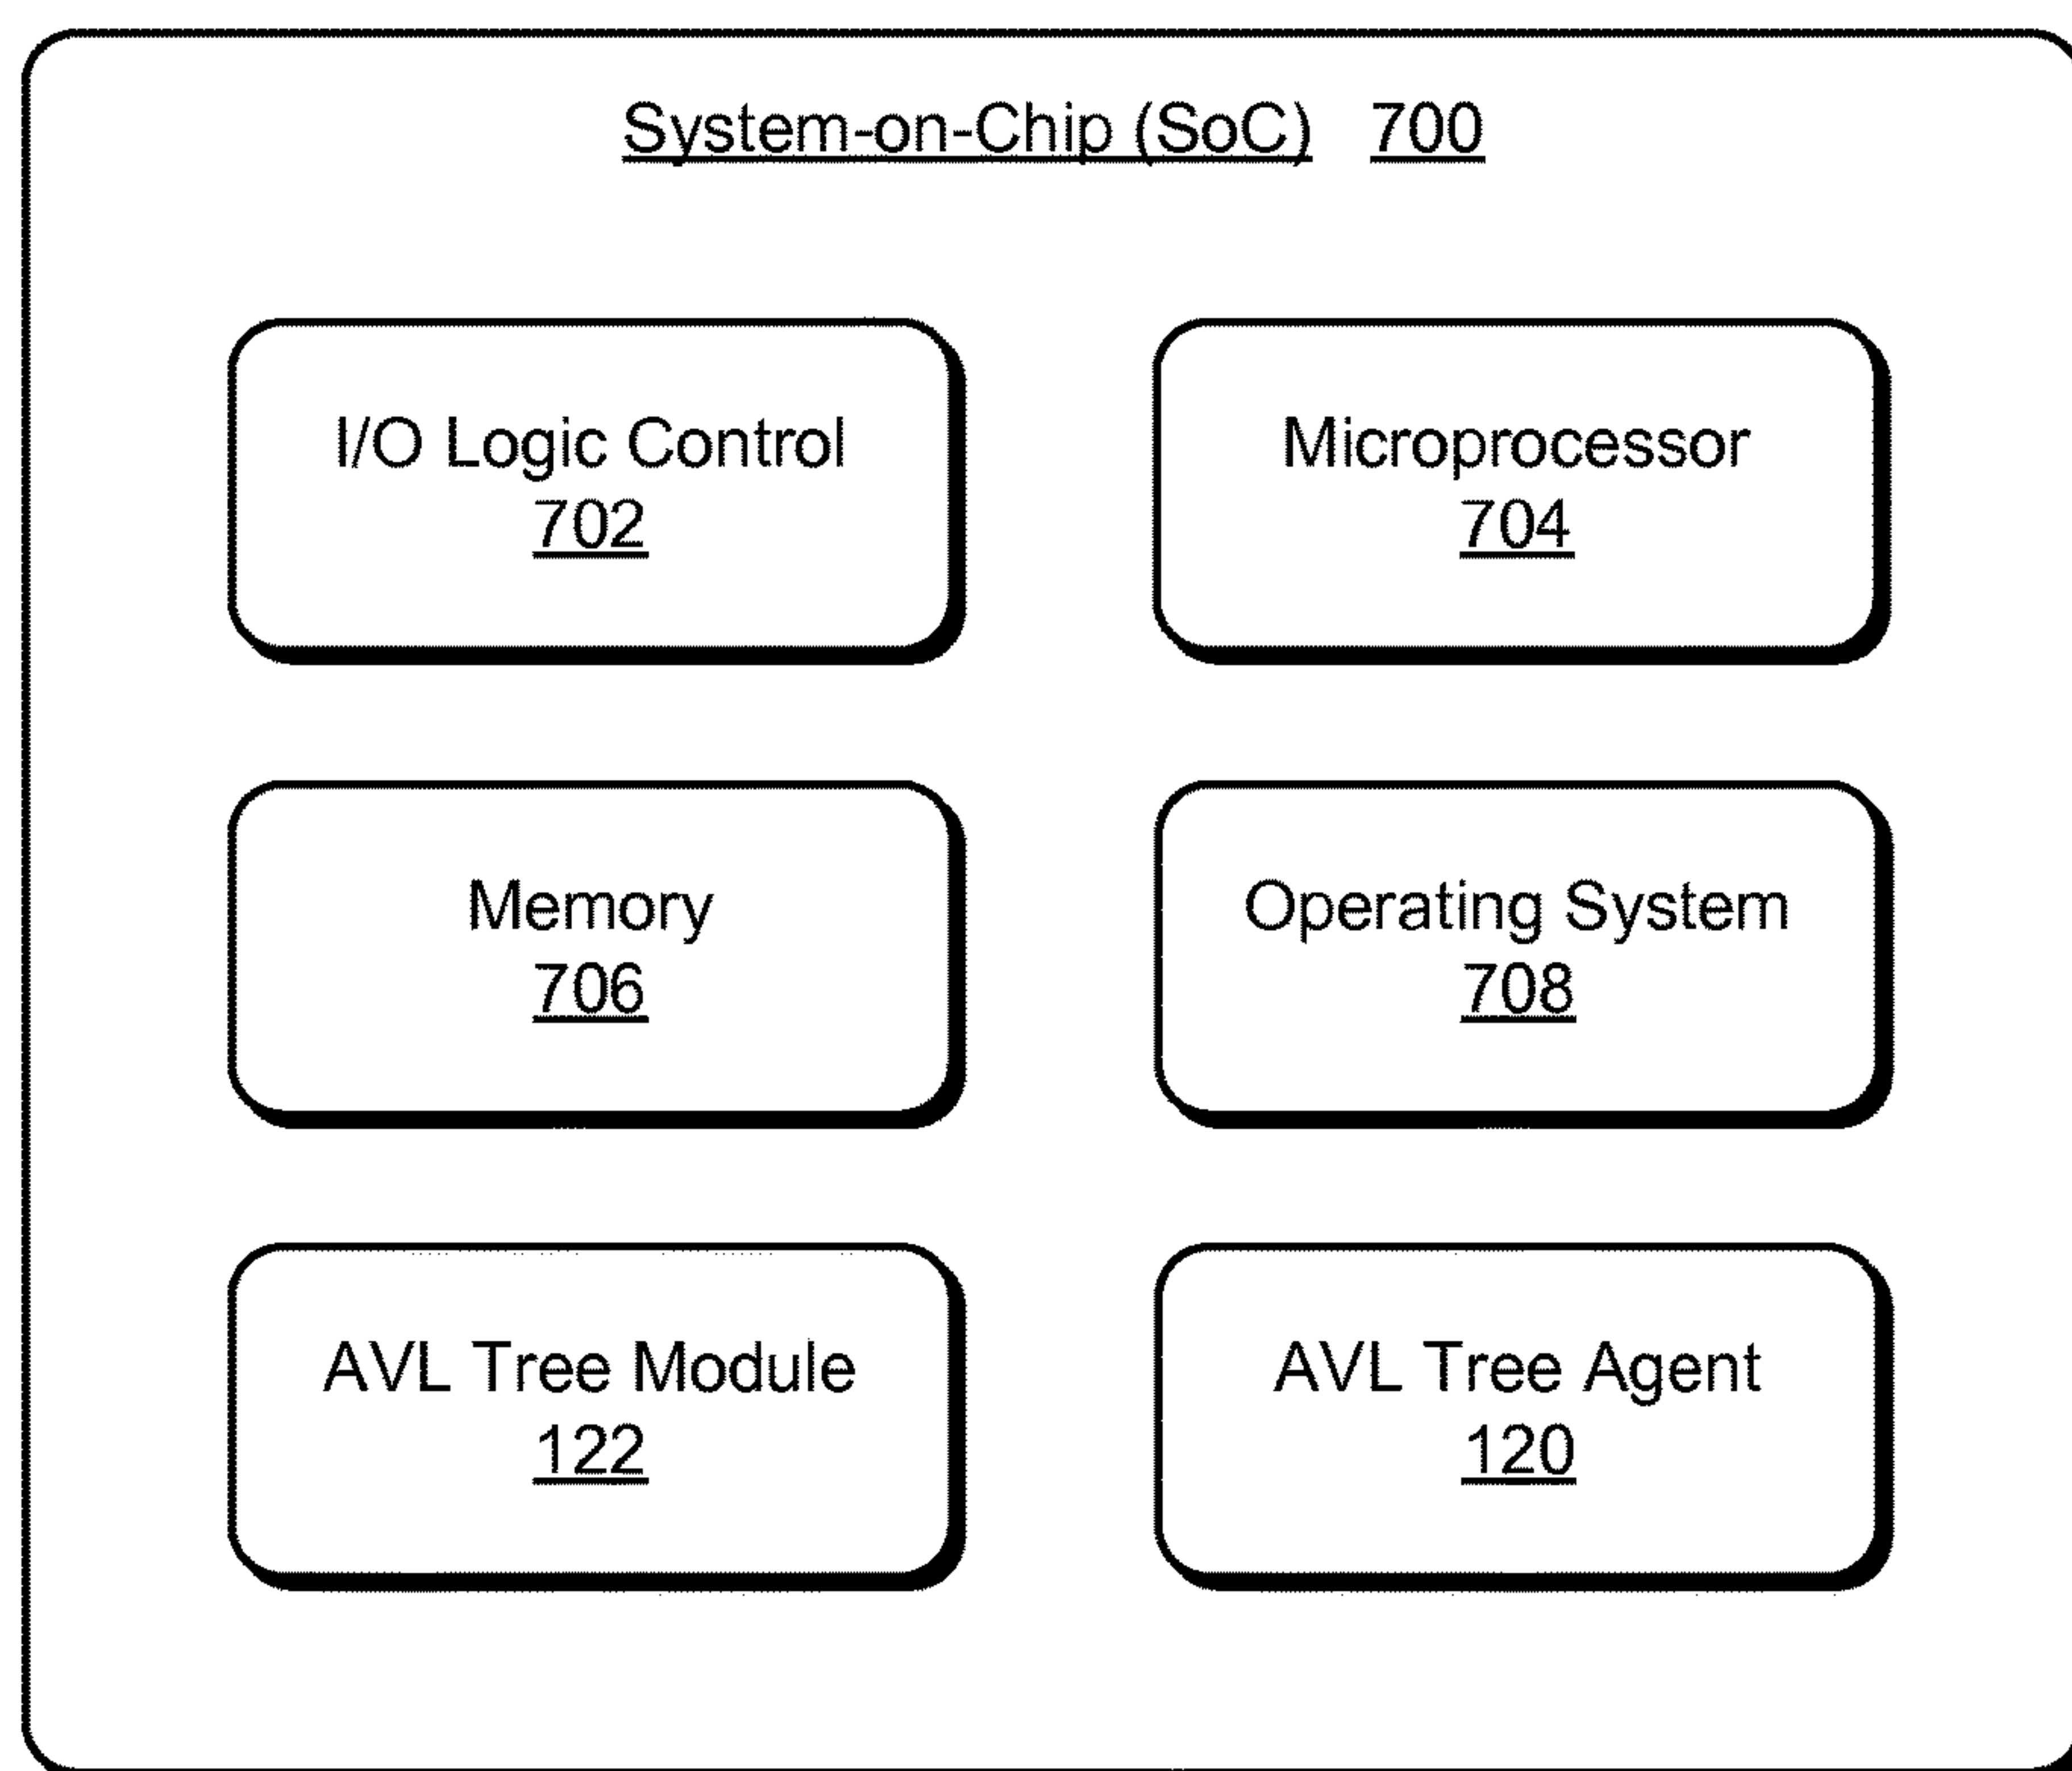 System-on-Chip (SoC) 700
I/O Logic Control
702
Microprocessor
704
Memory
706
Operating System
708
AVL Tree Module
122
AVL Tree Agent
120